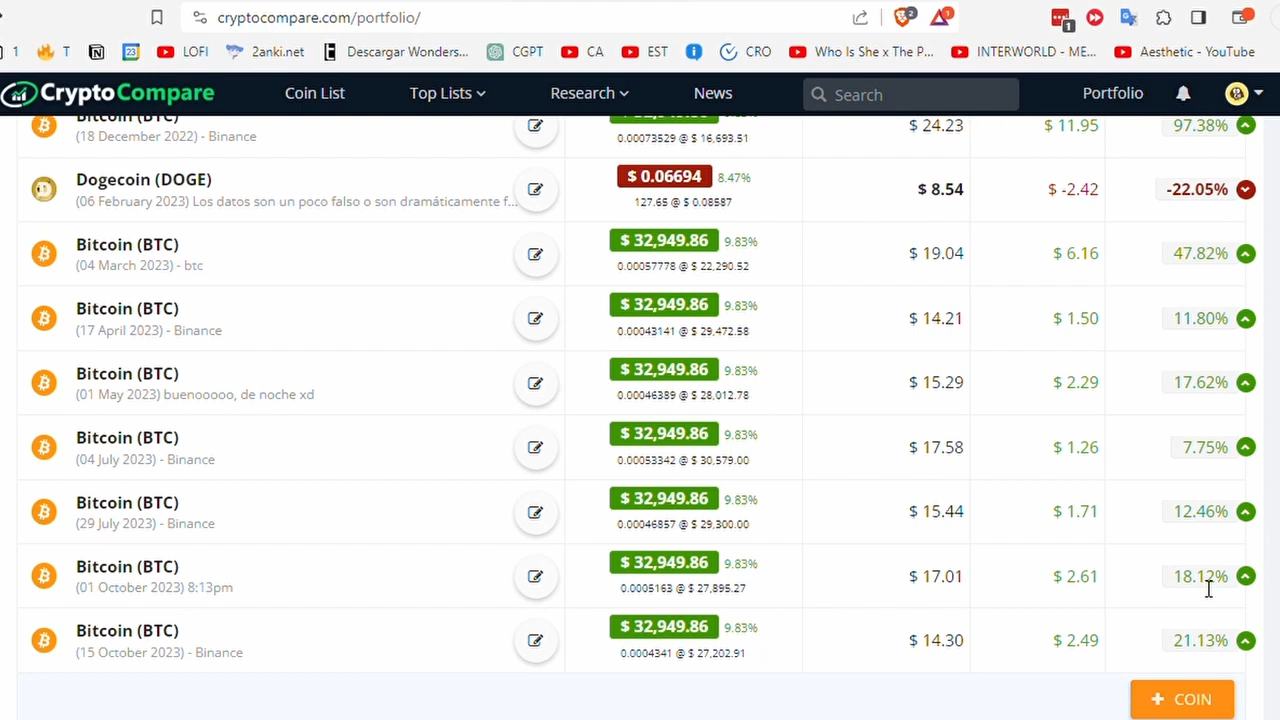 cryptocompare.com/portfolio/
2
1
1
1 T 23 LOFI 2anki.net Descargar Wonders... CGPT CA EST CRO Who Is She x The P... INTERWORLD - ME... Aesthetic - YouTube
CryptoCompare Coin List Top Lists Research News Search Portfolio
Bitcoin (BTC)
(18 December 2022) - Binance 0.00073529 @ $ 16,693.51 $ 24.23 $ 11.95 97.38%
Dogecoin (DOGE) $ 0.06694 8.47% $ 8.54 $ -2.42 -22.05%
(06 February 2023) Los datos son un poco falso o son dramáticamente f... 127.65 @ $ 0.08587
Bitcoin (BTC) $ 32,949.86 9.83% $ 19.04 $ 6.16 47.82%
(04 March 2023) - btc 0.00057778 @ $ 22,290.52
Bitcoin (BTC) $ 32,949.86 9.83% $ 14.21 $ 1.50 11.80%
(17 April 2023) - Binance 0.00043141 @ $ 29,472.58
Bitcoin (BTC) $ 32,949.86 9.83% $ 15.29 $ 2.29 17.62%
(01 May 2023) buenooooo, de noche xd 0.00046389 @ $ 28,012.78
Bitcoin (BTC) $ 32,949.86 9.83% $ 17.58 $ 1.26 7.75%
(04 July 2023) - Binance 0.00053342 @ $ 30,579.00
Bitcoin (BTC) $ 32,949.86 9.83% $ 15.44 $ 1.71 12.46%
(29 July 2023) - Binance 0.00046857 @ $ 29,300.00
Bitcoin (BTC) $ 32,949.86 9.83% $ 17.01 $ 2.61 18.12%
(01 October 2023) 8:13pm 0.0005163 @ $ 27,895.27
Bitcoin (BTC) $ 32,949.86 9.83% $ 14.30 $ 2.49 21.13%
(15 October 2023) - Binance 0.0004341 @ $ 27,202.91
+ COIN